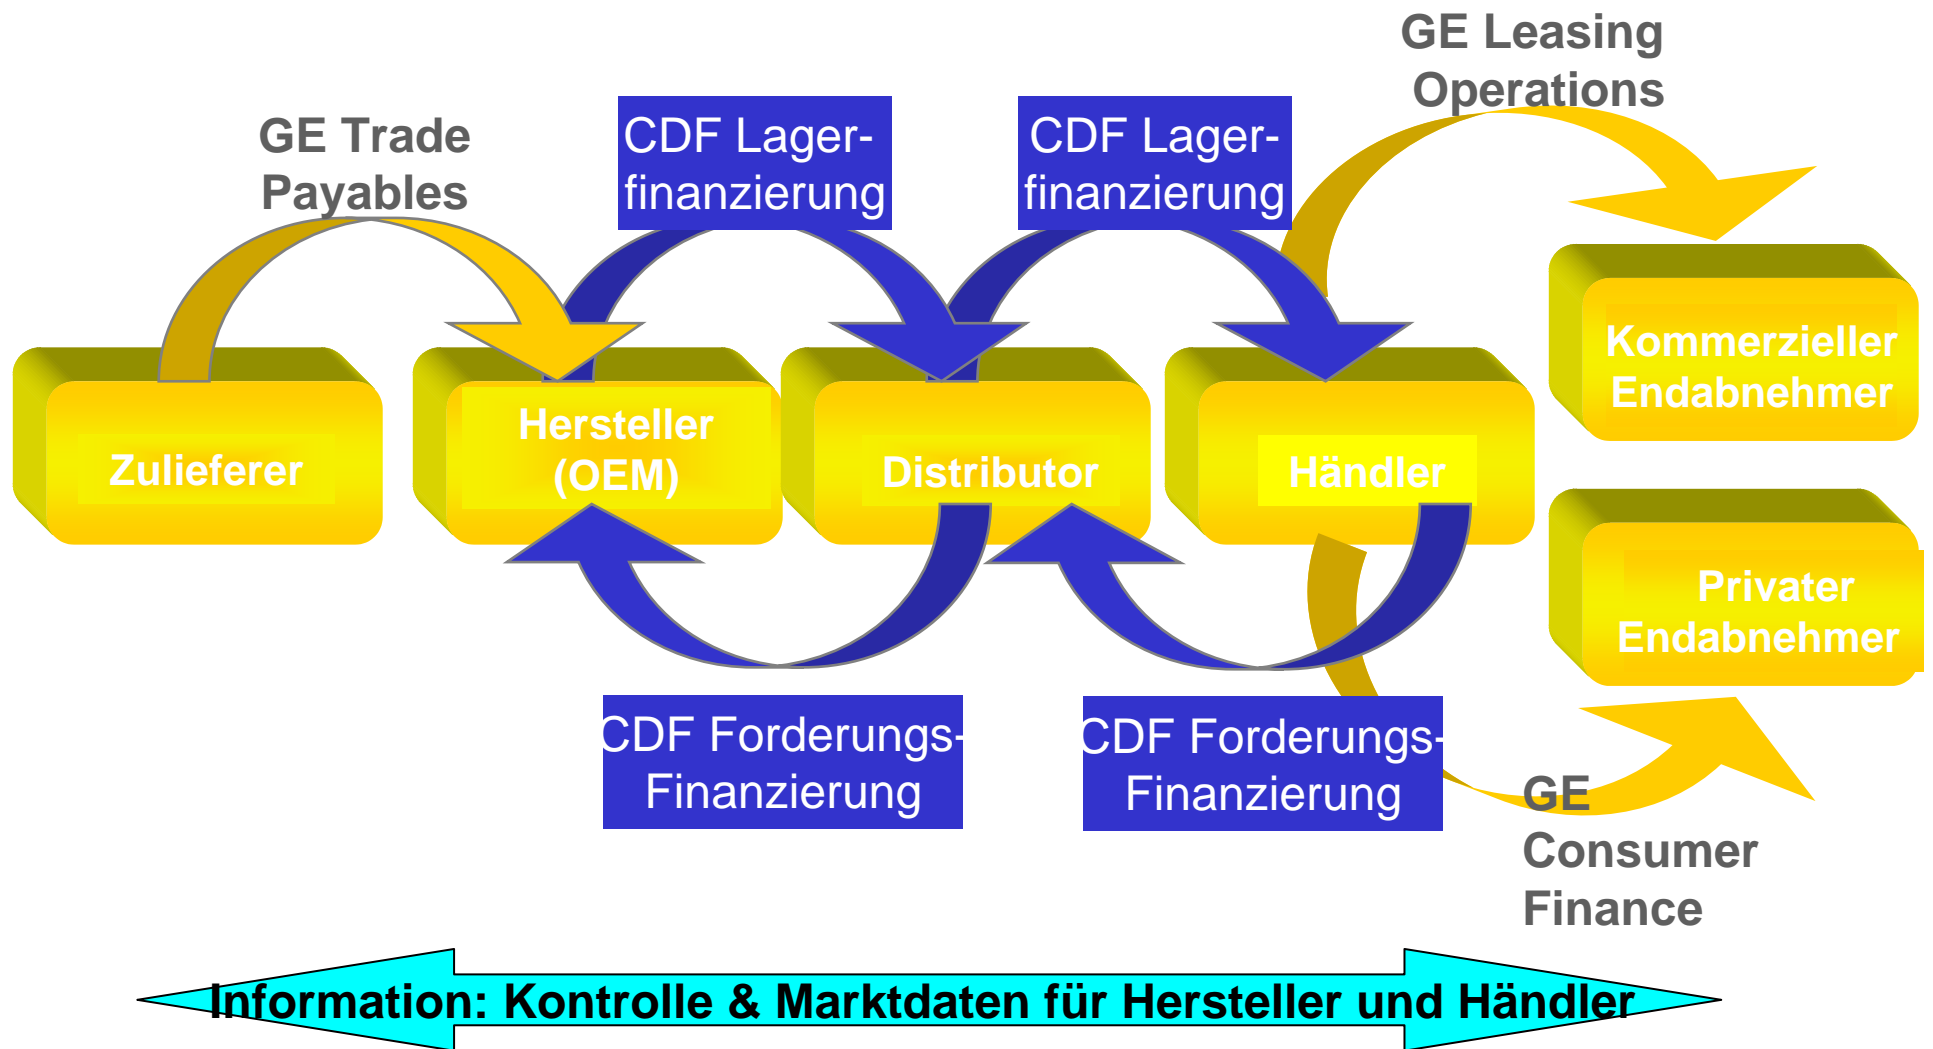 GE Leasing
Operations
GE Trade
Payables
CDF Lager-
finanzierung
CDF Lager-
finanzierung
Zulieferer
Hersteller
(OEM)
Distributor
Händler
Kommerzieller
Endabnehmer
Privater
Endabnehmer
CDF Forderungs-
Finanzierung
CDF Forderungs-
Finanzierung
GE
Consumer
Finance
Information: Kontrolle & Marktdaten für Hersteller und Händler